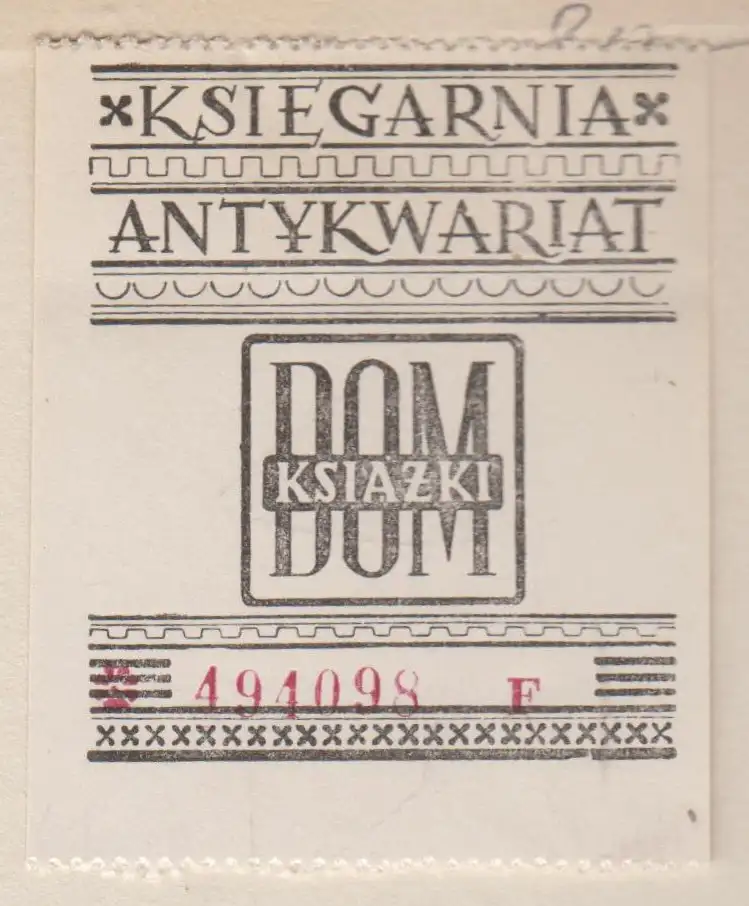 KSIĘGARNIA
ANTYKWARIAT
DOM
KSIĄŻKI
DOM
494098 F